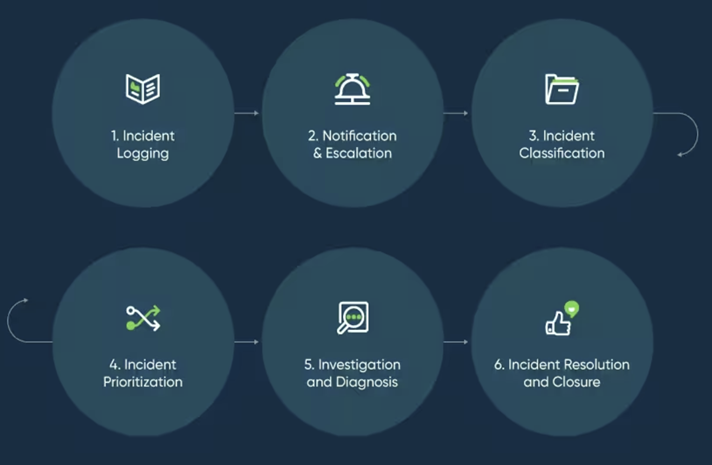 1. Incident
Logging
2. Notification
& Escalation
3. Incident
Classification
4. Incident
Prioritization
5. Investigation
and Diagnosis
6. Incident Resolution
and Closure